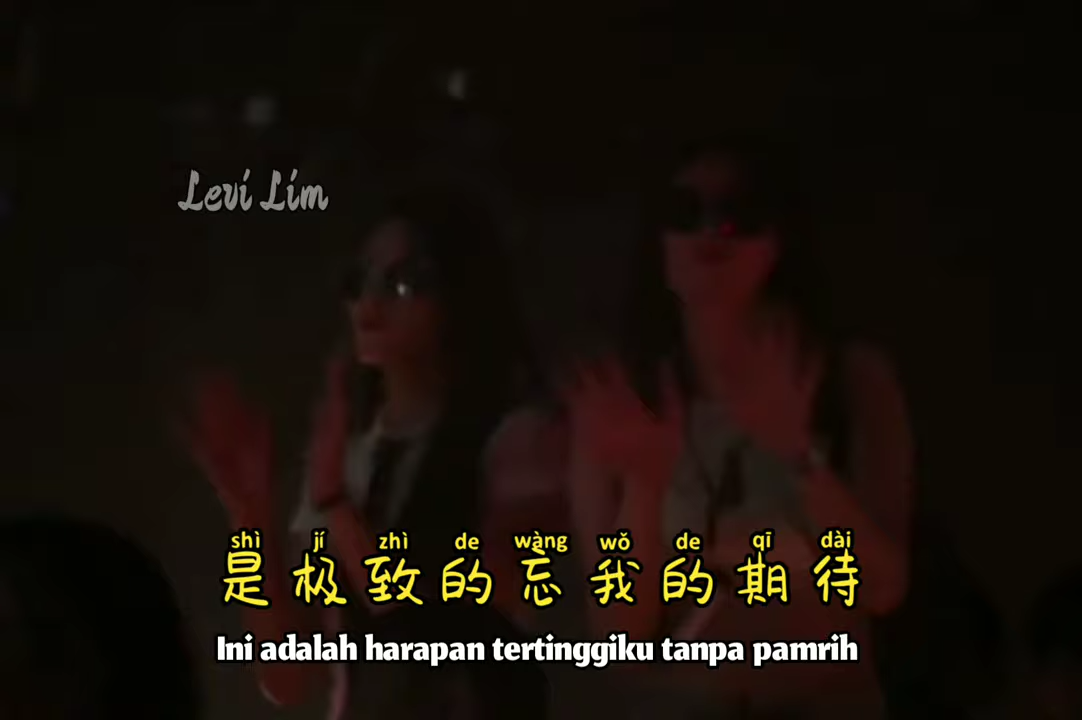 Levi Lim
shì jí zhì de wàng wǒ de qī dài
是极致的忘我的期待
Ini adalah harapan tertinggiku tanpa pamrih